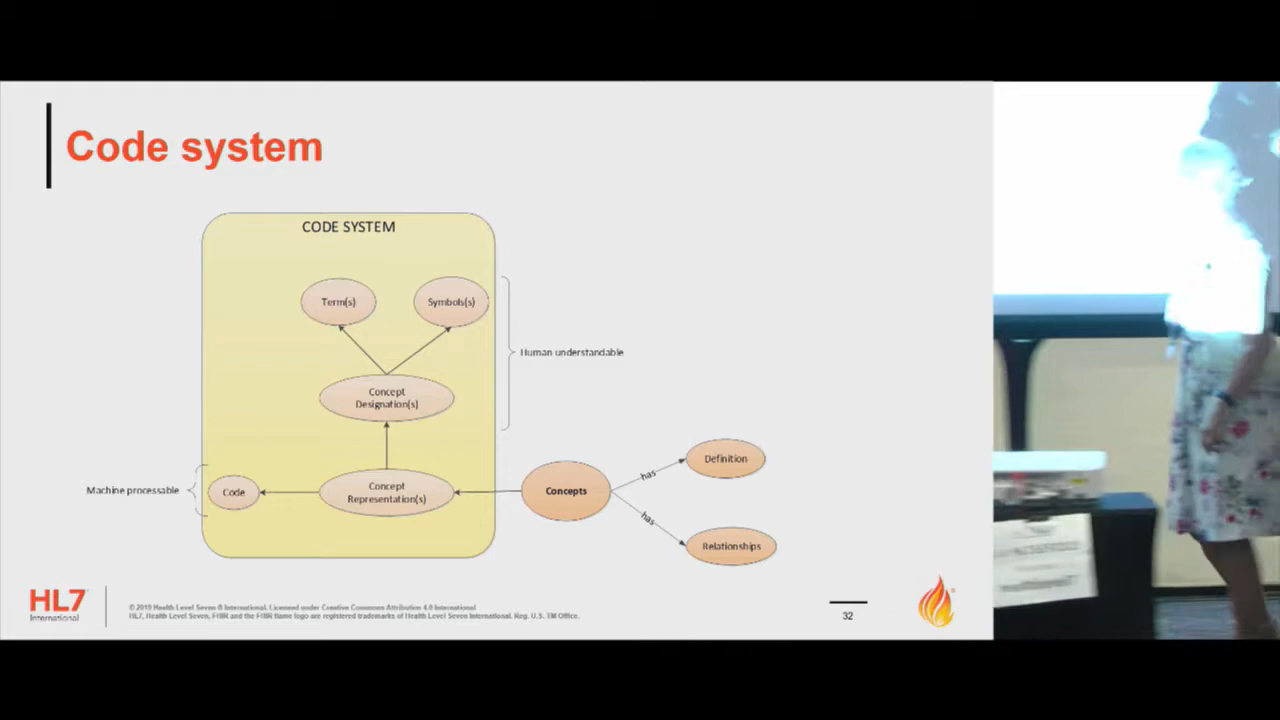 Code system
CODE SYSTEM
Term(s)
Symbols(s)
Human understandable
Concept
Designation(s)
Machine processable
Code
Concept
Representation(s)
Concepts
has
Definition
has
Relationships
HL7
International
© 2019 Health Level Seven ® International. Licensed under Creative Commons Attribution 4.0 International
HL7, Health Level Seven, FHIR and the FHIR flame logo are registered trademarks of Health Level Seven International. Reg. U.S. TM Office.
32